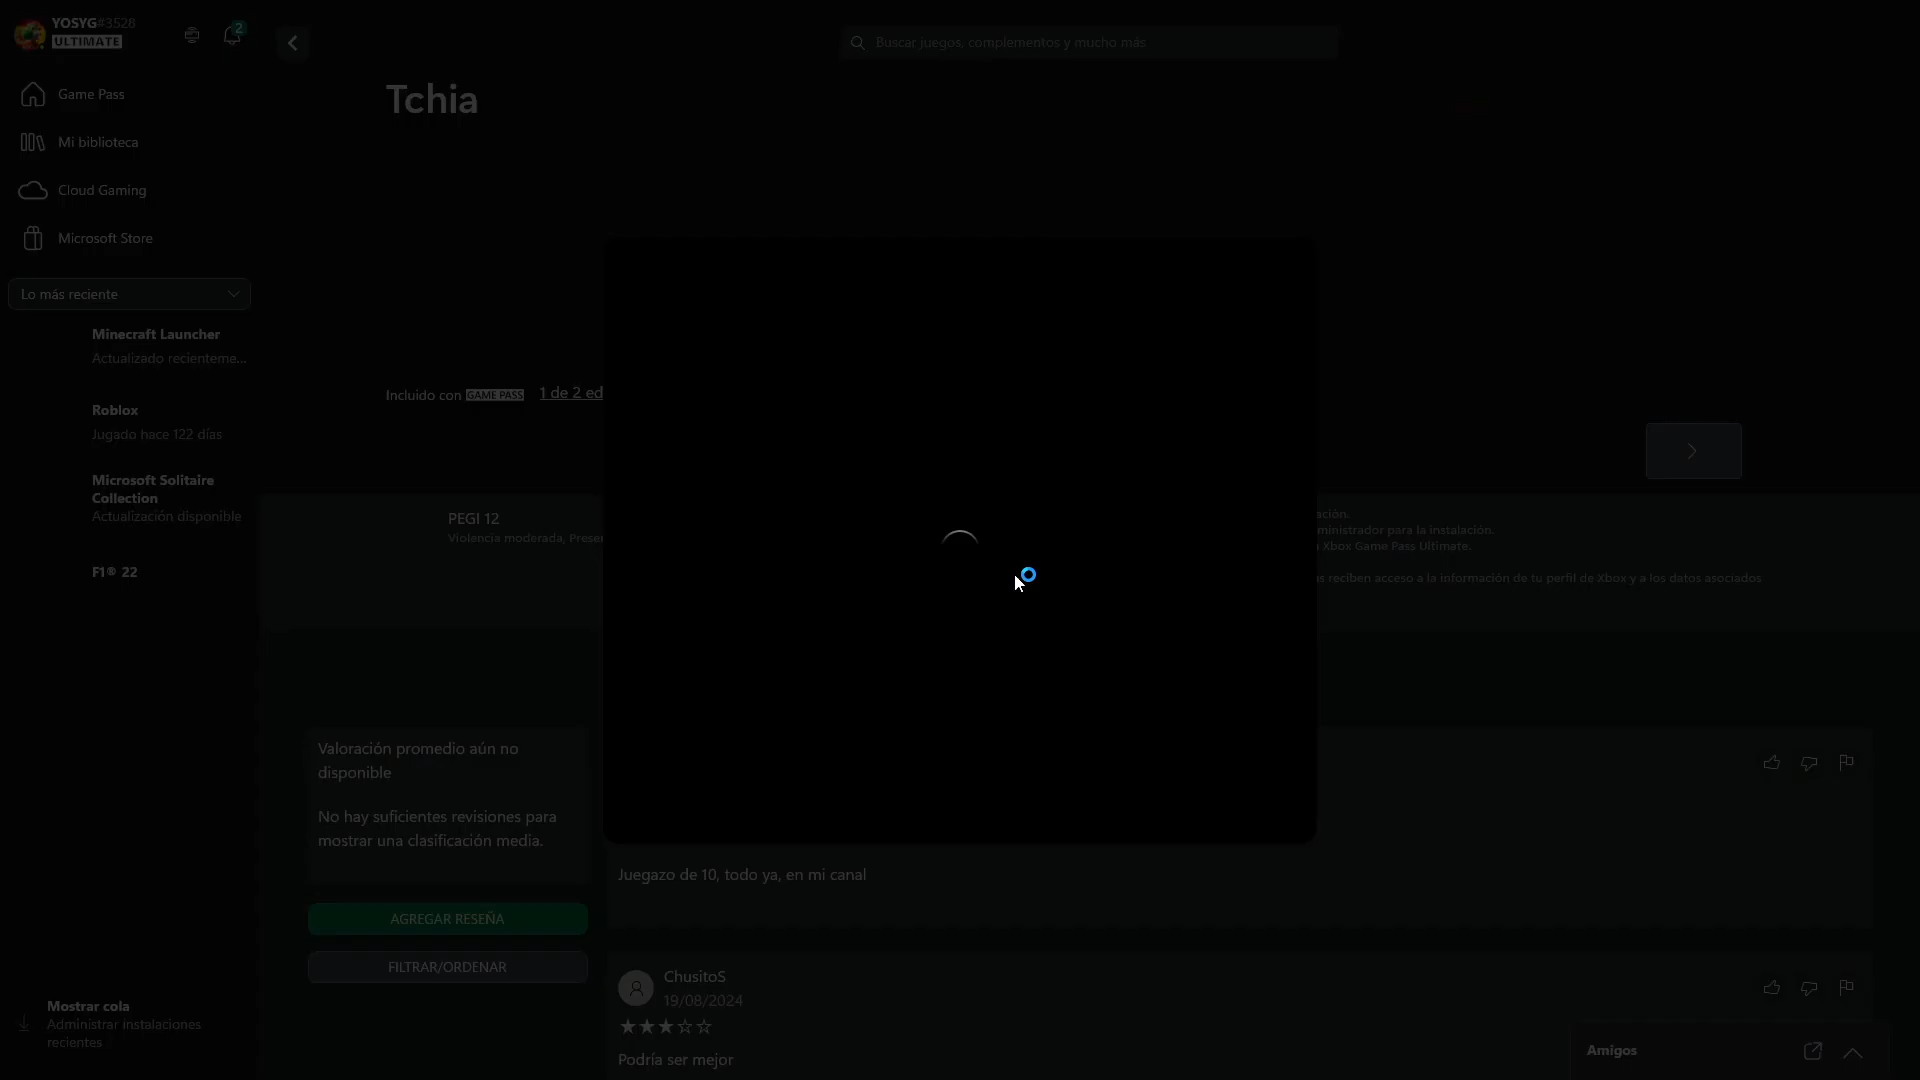 YOSYG#3528
ULTIMATE
2
Buscar juegos, complementos y mucho más
Tchia
Game Pass
Mi biblioteca
Cloud Gaming
Microsoft Store
Lo más reciente
Minecraft Launcher
Actualizado recienteme...
Roblox
Jugado hace 122 días
Microsoft Solitaire
Collection
Actualización disponible
F1® 22
Mostrar cola
Administrar instalaciones
recientes
Incluido con GAME PASS 1 de 2 ed
PEGI 12
Violencia moderada, Presen
ación.
ministrador para la instalación.
Xbox Game Pass Ultimate.
reciben acceso a la información de tu perfil de Xbox y a los datos asociados
Valoración promedio aún no
disponible
No hay suficientes revisiones para
mostrar una clasificación media.
AGREGAR RESEÑA
FILTRAR/ORDENAR
Juegazo de 10, todo ya, en mi canal
ChusitoS
19/08/2024
Podría ser mejor
Amigos